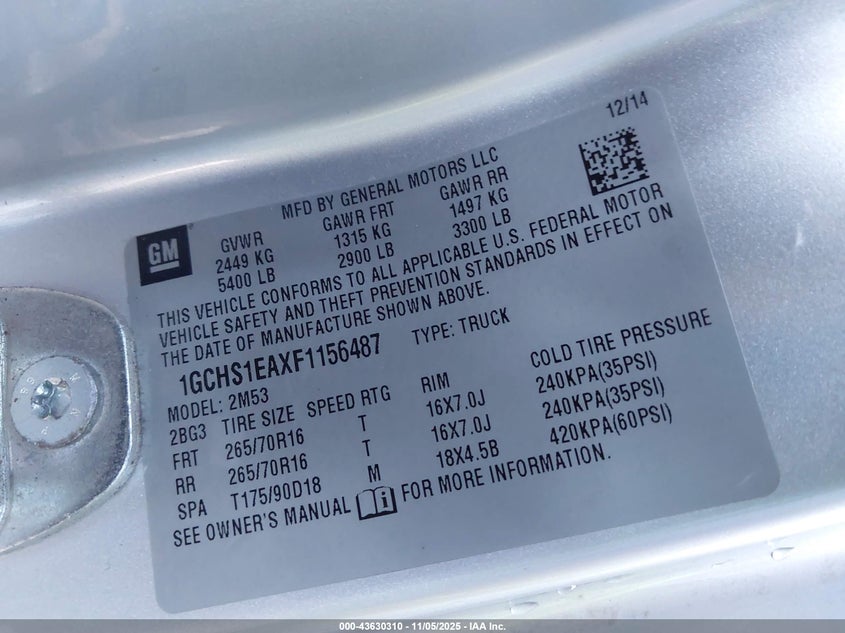 12/14
MFD BY GENERAL MOTORS LLC
GM
GVWR GAWR FRT GAWR RR
2449 KG 1315 KG 1497 KG
5400 LB 2900 LB 3300 LB
THIS VEHICLE CONFORMS TO ALL APPLICABLE U.S. FEDERAL MOTOR
VEHICLE SAFETY AND THEFT PREVENTION STANDARDS IN EFFECT ON
THE DATE OF MANUFACTURE SHOWN ABOVE.
1GCHS1EAXF1156487 TYPE: TRUCK
MODEL: 2M53
2BG3 TIRE SIZE SPEED RTG RIM COLD TIRE PRESSURE
FRT 265/70R16 T 16X7.0J 240KPA(35PSI)
RR 265/70R16 T 16X7.0J 240KPA(35PSI)
SPA T175/90D18 M 18X4.5B 420KPA(60PSI)
SEE OWNER'S MANUAL FOR MORE INFORMATION.
000-43630310 - 11/05/2025 - IAA Inc.